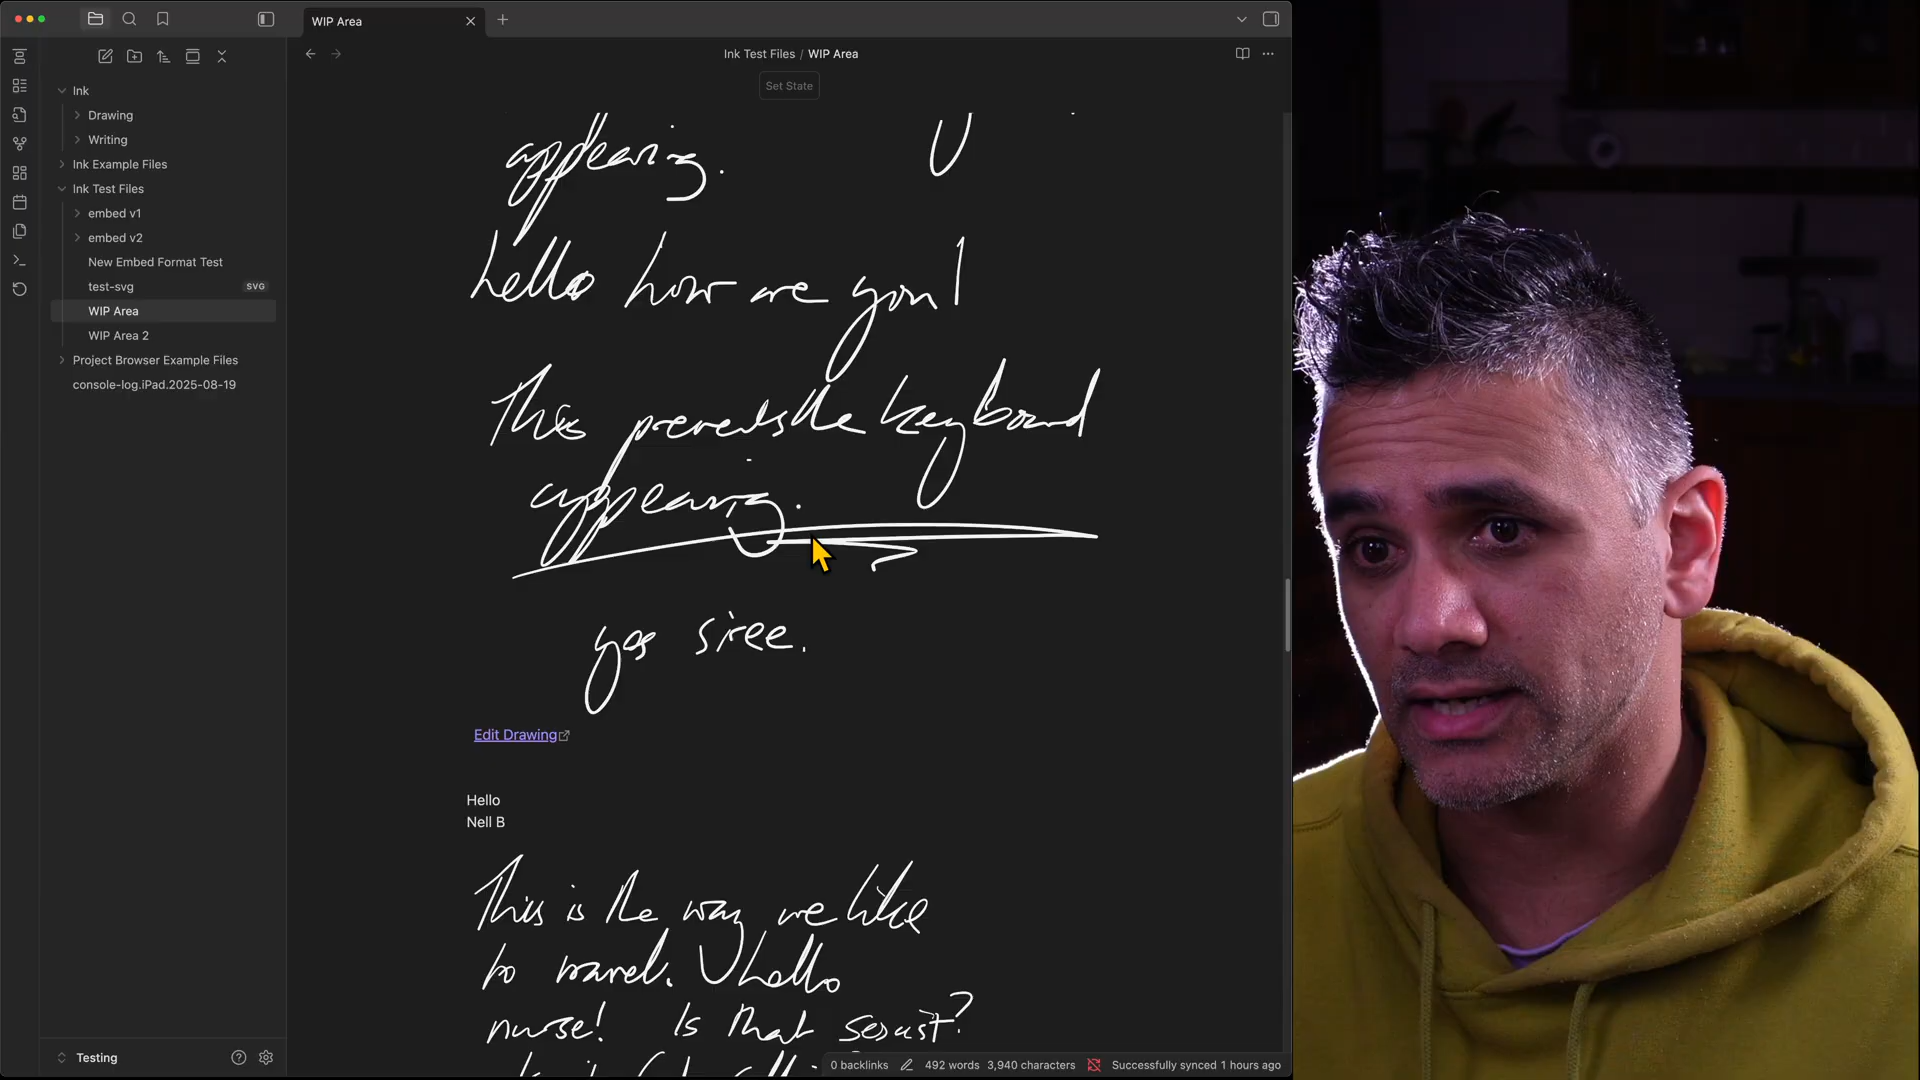 WIP Area
Ink Test Files / WIP Area
Set State
Ink
Drawing
Writing
Ink Example Files
Ink Test Files
embed v1
embed v2
New Embed Format Test
test-svg SVG
WIP Area
WIP Area 2
Project Browser Example Files
console-log.iPad.2025-08-19
appearing.
hello how are you!
This prevents the keyboard
appearing.
yes siree.
Edit Drawing
Hello
Nell B
This is the way we like
to travel. Hello
nurse! Is that sexist?
Testing
0 backlinks 492 words 3,940 characters Successfully synced 1 hours ago